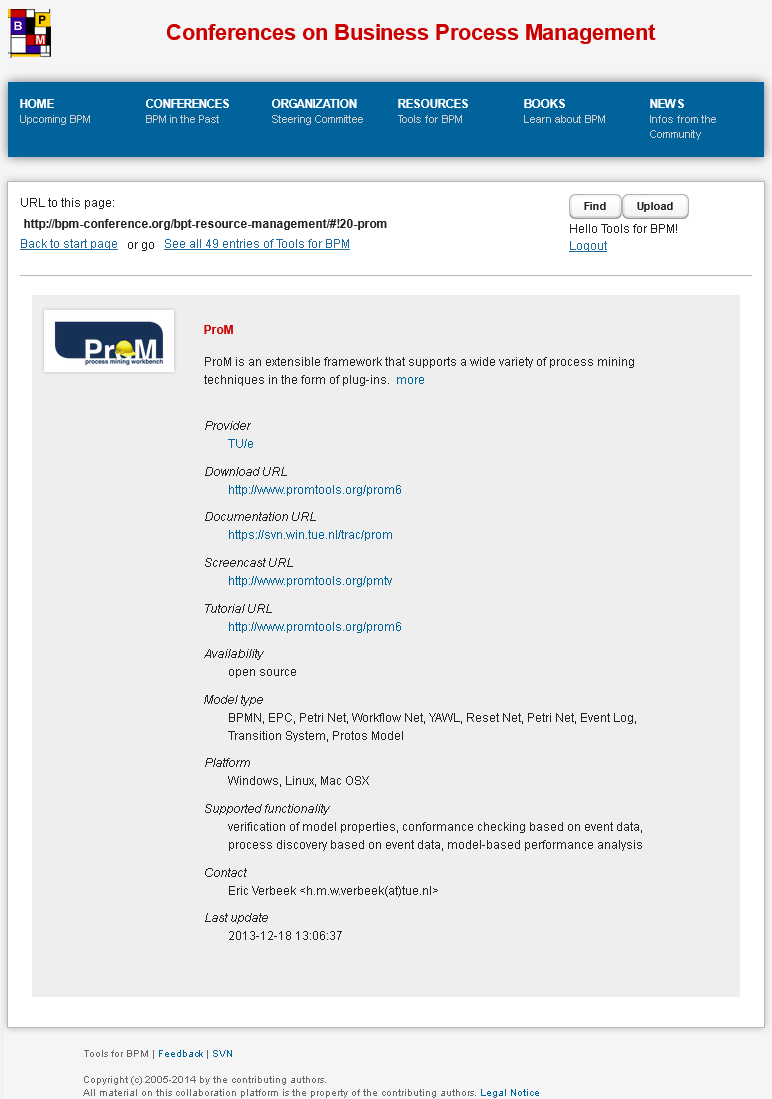 B P M
Conferences on Business Process Management
HOME CONFERENCES ORGANIZATION RESOURCES BOOKS NEWS
Upcoming BPM BPM in the Past Steering Committee Tools for BPM Learn about BPM Infos from the
Community
URL to this page:
Find Upload
http://bpm-conference.org/bpt-resource-management/#!20-prom
Hello Tools for BPM!
Back to start page or go See all 49 entries of Tools for BPM
Logout
ProM
process mining workbench
ProM
ProM is an extensible framework that supports a wide variety of process mining
techniques in the form of plug-ins. more
Provider
TU/e
Download URL
http://www.promtools.org/prom6
Documentation URL
https://svn.win.tue.nl/trac/prom
Screencast URL
http://www.promtools.org/pmtv
Tutorial URL
http://www.promtools.org/prom6
Availability
open source
Model type
BPMN, EPC, Petri Net, Workflow Net, YAWL, Reset Net, Petri Net, Event Log,
Transition System, Protos Model
Platform
Windows, Linux, Mac OSX
Supported functionality
verification of model properties, conformance checking based on event data,
process discovery based on event data, model-based performance analysis
Contact
Eric Verbeek <h.m.w.verbeek(at)tue.nl>
Last update
2013-12-18 13:06:37
Tools for BPM | Feedback | SVN
Copyright (c) 2005-2014 by the contributing authors.
All material on this collaboration platform is the property of the contributing authors. Legal Notice